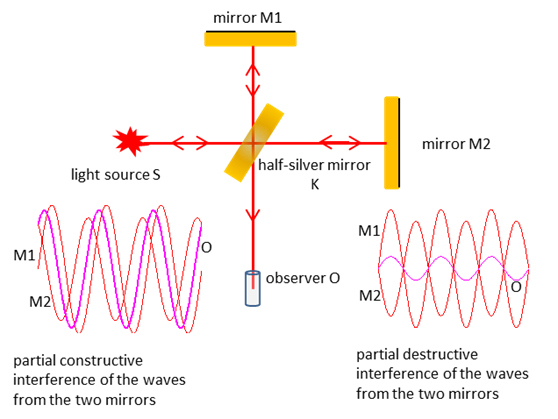 mirror M1
mirror M2
light source S
half-silver mirror
K
M1
O
M2
observer O
M1
O
M2
partial constructive
interference of the waves
from the two mirrors
partial destructive
interference of the waves
from the two mirrors